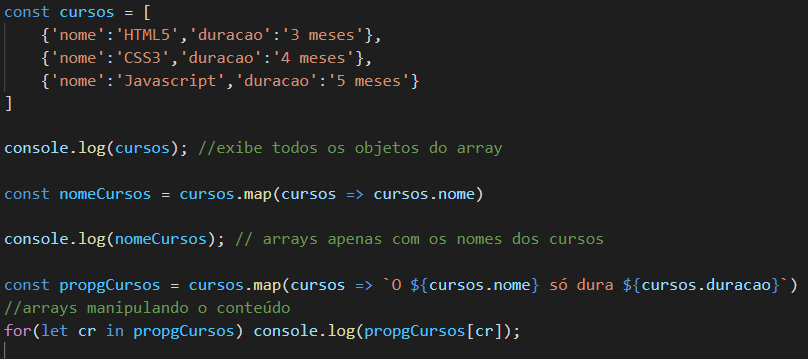 const cursos = [
    {'nome':'HTML5','duracao':'3 meses'},
    {'nome':'CSS3','duracao':'4 meses'},
    {'nome':'Javascript','duracao':'5 meses'}
]
console.log(cursos); //exibe todos os objetos do array
const nomeCursos = cursos.map(cursos => cursos.nome)
console.log(nomeCursos); // arrays apenas com os nomes dos cursos
const propgCursos = cursos.map(cursos => `O ${cursos.nome} só dura ${cursos.duracao}`)
//arrays manipulando o conteúdo
for(let cr in propgCursos) console.log(propgCursos[cr]);